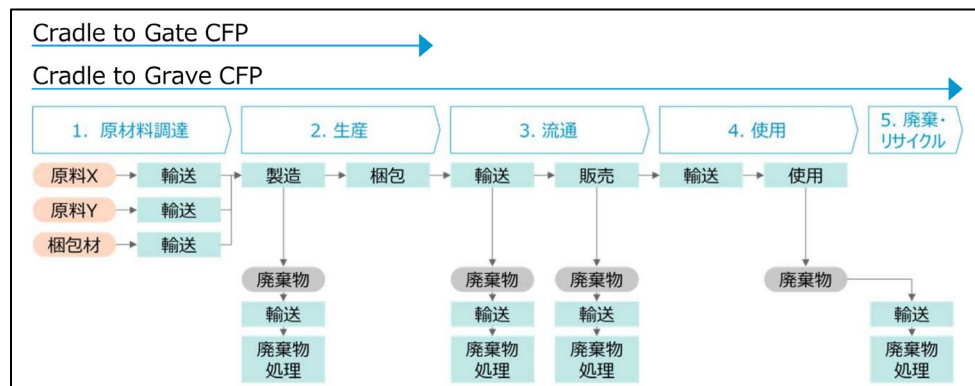 Cradle to Gate CFP
Cradle to Grave CFP
1. 原材料調達
2. 生産
3. 流通
4. 使用
5. 廃棄・
リサイクル
原料X
輸送
製造
梱包
輸送
販売
輸送
使用
原料Y
輸送
梱包材
輸送
廃棄物
廃棄物
廃棄物
廃棄物
輸送
輸送
輸送
輸送
廃棄物
処理
廃棄物
処理
廃棄物
処理
廃棄物
処理